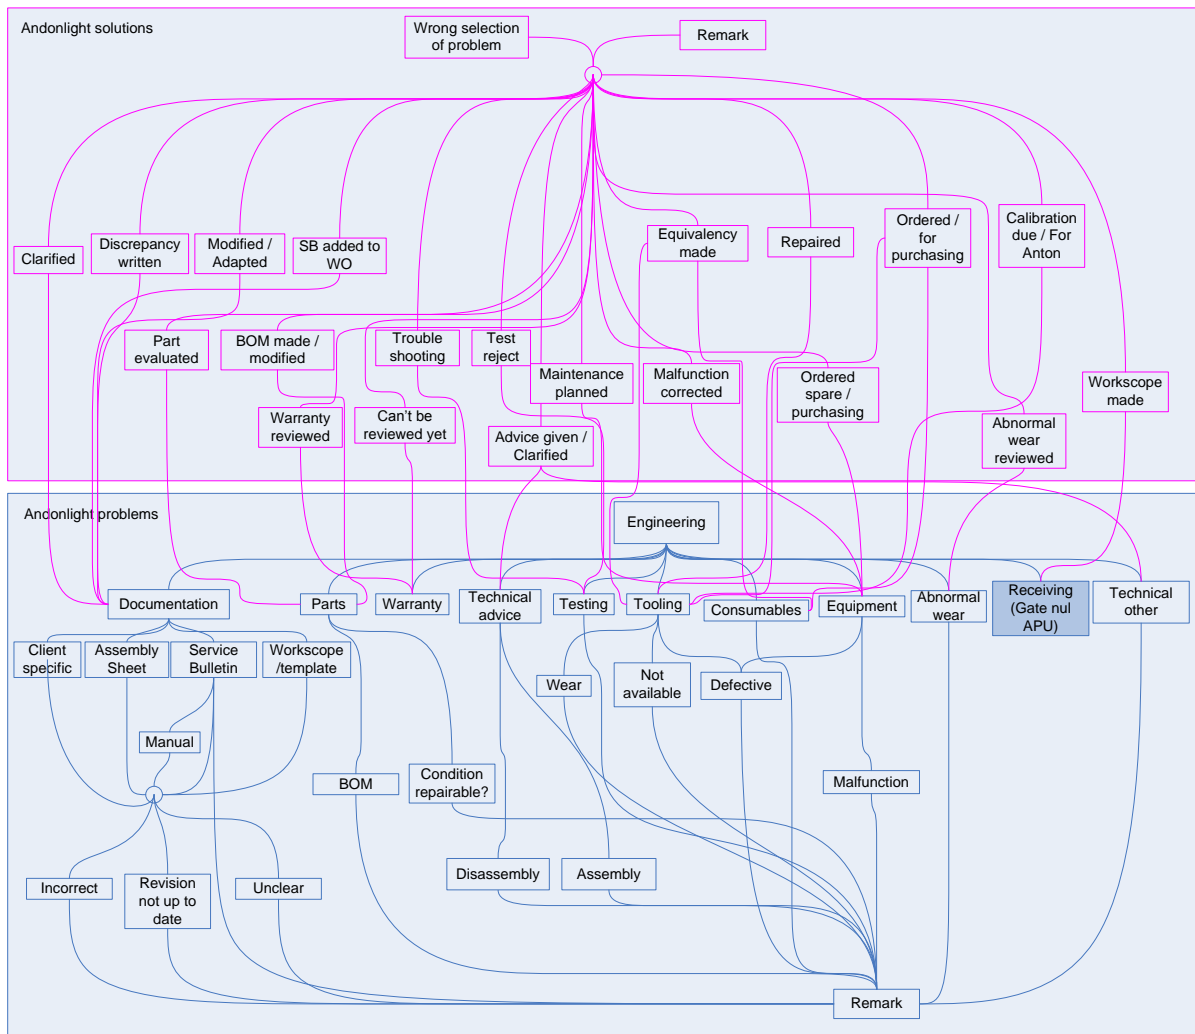 Andonlight solutions
Wrong selection
of problem
Remark
Clarified
Discrepancy
written
Modified /
Adapted
SB added to
WO
Equivalency
made
Repaired
Ordered /
for
purchasing
Calibration
due / For
Anton
Part
evaluated
BOM made /
modified
Trouble
shooting
Test
reject
Maintenance
planned
Malfunction
corrected
Ordered
spare /
purchasing
Workscope
made
Warranty
reviewed
Can't be
reviewed yet
Advice given /
Clarified
Abnormal
wear
reviewed
Andonlight problems
Engineering
Documentation
Parts
Warranty
Technical
advice
Testing
Tooling
Consumables
Equipment
Abnormal
wear
Receiving
(Gate nul
APU)
Technical
other
Client
specific
Assembly
Sheet
Service
Bulletin
Workscope
/template
Wear
Not
available
Defective
Manual
BOM
Condition
repairable?
Malfunction
Incorrect
Revision
not up to
date
Unclear
Disassembly
Assembly
Remark